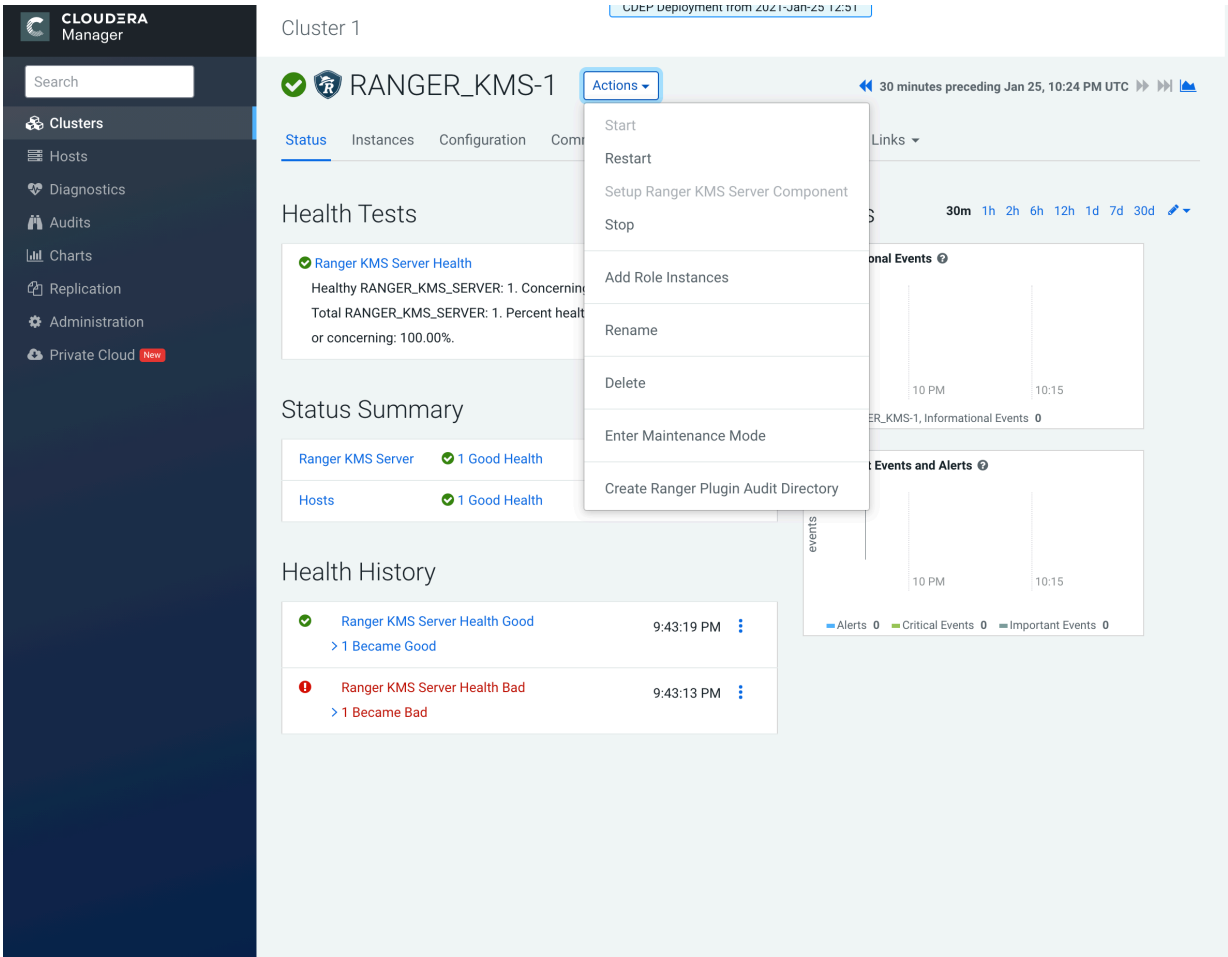 CLOUDERA
Manager
Search
Clusters
Hosts
Diagnostics
Audits
Charts
Replication
Administration
Private Cloud New
CDEP Deployment from 2021-Jan-25 12:51
Cluster 1
RANGER_KMS-1 Actions
30 minutes preceding Jan 25, 10:24 PM UTC
Status Instances Configuration Comm Links
Start
Restart
Setup Ranger KMS Server Component
Stop
Add Role Instances
Rename
Delete
Enter Maintenance Mode
Create Ranger Plugin Audit Directory
Health Tests
Ranger KMS Server Health
Healthy RANGER_KMS_SERVER: 1. Concerning
Total RANGER_KMS_SERVER: 1. Percent healt
or concerning: 100.00%.
Status Summary
Ranger KMS Server 1 Good Health
Hosts 1 Good Health
Health History
Ranger KMS Server Health Good 9:43:19 PM
> 1 Became Good
Ranger KMS Server Health Bad 9:43:13 PM
> 1 Became Bad
s 30m 1h 2h 6h 12h 1d 7d 30d
onal Events
10 PM 10:15
ER_KMS-1, Informational Events 0
t Events and Alerts
events
10 PM 10:15
Alerts 0 Critical Events 0 Important Events 0